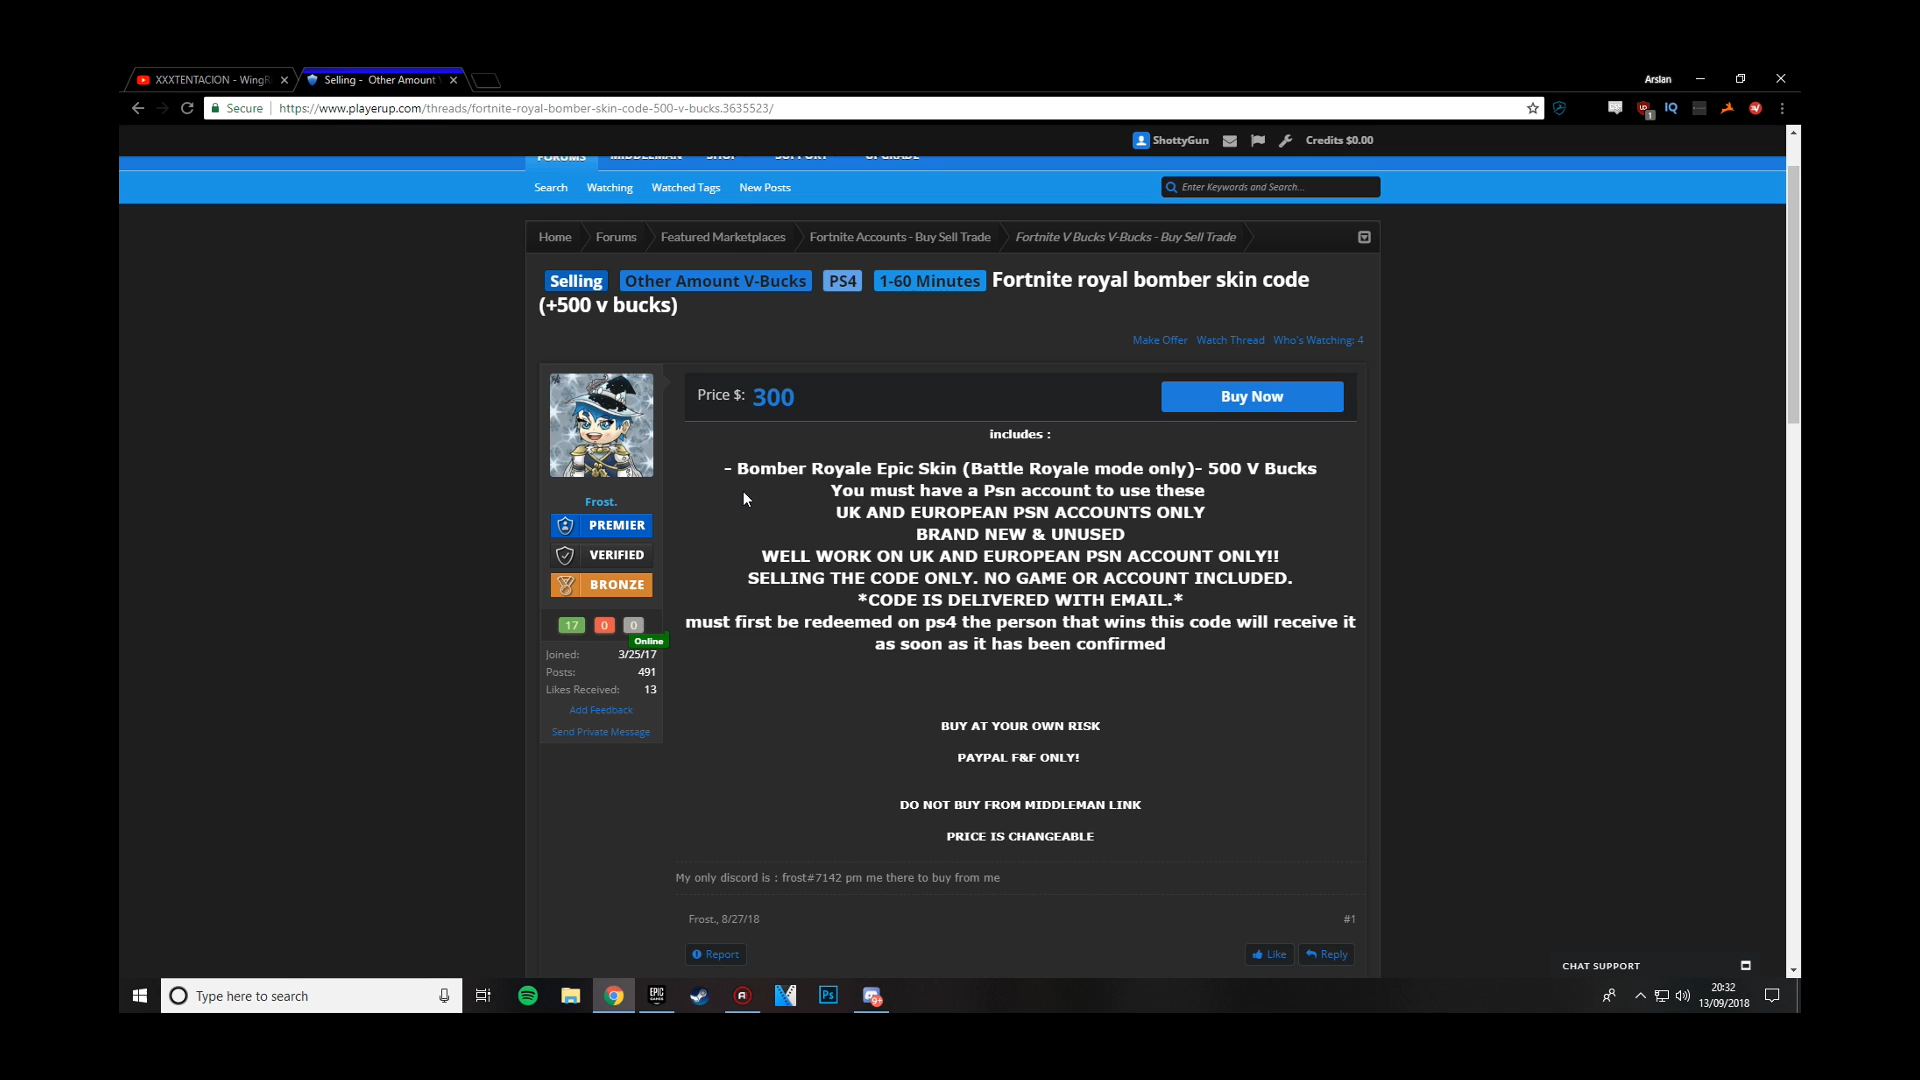 XXXTENTACION - WingR
Selling - Other Amount
Arslan
Secure
https://www.playerup.com/threads/fortnite-royal-bomber-skin-code-500-v-bucks.3635523/
IQ
1
ShottyGun
Credits $0.00
FORUMS MIDDLEMAN SHOP SUPPORT UPGRADE
Search Watching Watched Tags New Posts
Enter Keywords and Search...
Home Forums Featured Marketplaces Fortnite Accounts - Buy Sell Trade Fortnite V Bucks V-Bucks - Buy Sell Trade
Selling Other Amount V-Bucks PS4 1-60 Minutes Fortnite royal bomber skin code
(+500 v bucks)
Make Offer Watch Thread Who's Watching: 4
Price $: 300
Buy Now
includes :
- Bomber Royale Epic Skin (Battle Royale mode only)- 500 V Bucks
You must have a Psn account to use these
UK AND EUROPEAN PSN ACCOUNTS ONLY
BRAND NEW & UNUSED
WELL WORK ON UK AND EUROPEAN PSN ACCOUNT ONLY!!
SELLING THE CODE ONLY. NO GAME OR ACCOUNT INCLUDED.
*CODE IS DELIVERED WITH EMAIL.*
must first be redeemed on ps4 the person that wins this code will receive it
as soon as it has been confirmed
BUY AT YOUR OWN RISK
PAYPAL F&F ONLY!
DO NOT BUY FROM MIDDLEMAN LINK
PRICE IS CHANGEABLE
My only discord is : frost#7142 pm me there to buy from me
Frost., 8/27/18
#1
Report
Like
Reply
Frost.
PREMIER
VERIFIED
BRONZE
17 0 0
Online
Joined: 3/25/17
Posts: 491
Likes Received: 13
Add Feedback
Send Private Message
CHAT SUPPORT
Type here to search
EPIC
GAMES
Ps
20:32
13/09/2018